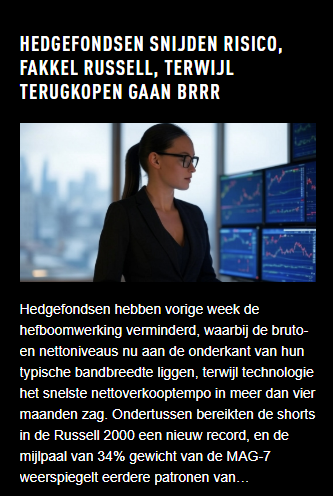 HEDGEFONDSEN SNIJDEN RISICO,
FAKKEL RUSSELL, TERWIJL
TERUGKOPEN GAAN BRRR
Hedgefondsen hebben vorige week de
hefboomwerking verminderd, waarbij de bruto-
en nettoniveaus nu aan de onderkant van hun
typische bandbreedte liggen, terwijl technologie
het snelste nettoverkooptempo in meer dan vier
maanden zag. Ondertussen bereikten de shorts
in de Russell 2000 een nieuw record, en de
mijlpaal van 34% gewicht van de MAG-7
weerspiegelt eerdere patronen van…